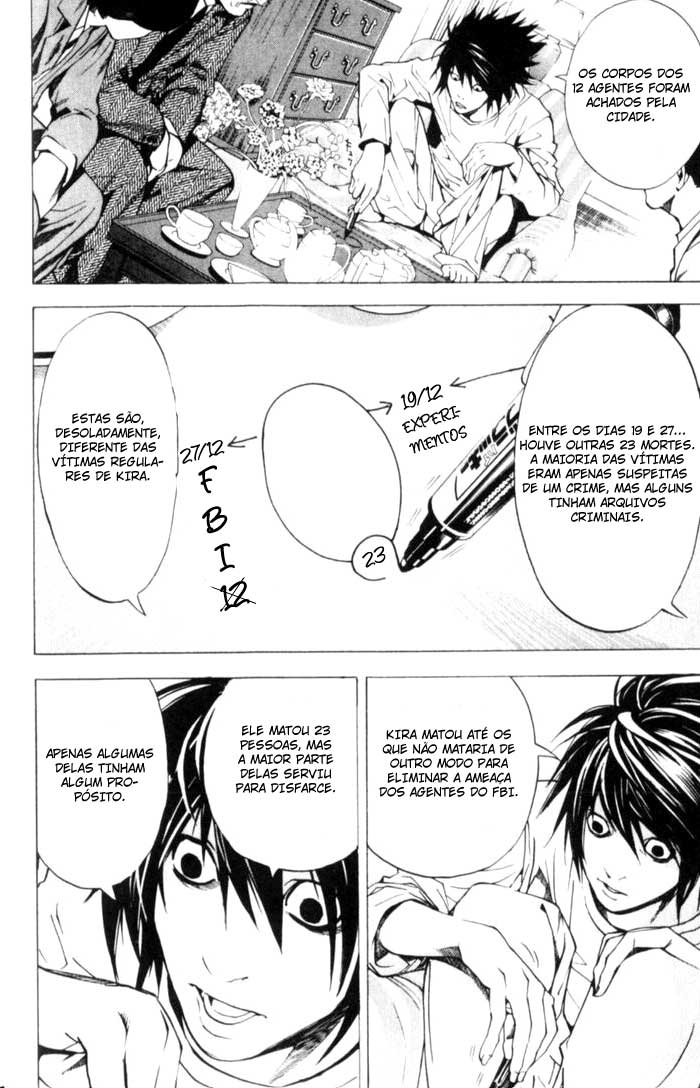 OS CORPOS DOS
12 AGENTES FORAM
ACHADOS PELA
CIDADE.
ENTRE OS DIAS 19 E 27...
HOUVE OUTRAS 23 MORTES.
A MAIORIA DAS VÍTIMAS
ERAM APENAS SUSPEITAS
DE UM CRIME, MAS ALGUNS
TINHAM ARQUIVOS
CRIMINAIS.
19/12
EXPERI-
MENTOS
27/12
F
B
I
12
23
ESTAS SÃO,
DESOLADAMENTE,
DIFERENTE DAS
VÍTIMAS REGULA-
RES DE KIRA.
KIRA MATOU ATÉ OS
QUE NÃO MATARIA DE
OUTRO MODO PARA
ELIMINAR A AMEAÇA
DOS AGENTES DO FBI.
ELE MATOU 23
PESSOAS, MAS
A MAIOR PARTE
DELAS SERVIU
PARA DISFARCE.
APENAS ALGUMAS
DELAS TINHAM
ALGUM PRO-
PÓSITO.